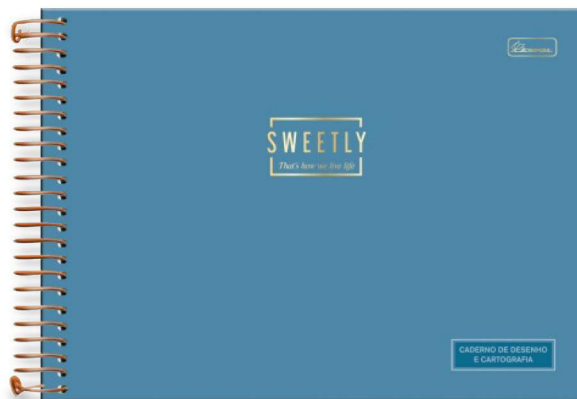 SWEETLY
That's how we live life
CADERNO DE DESENHO
E CARTOGRAFIA